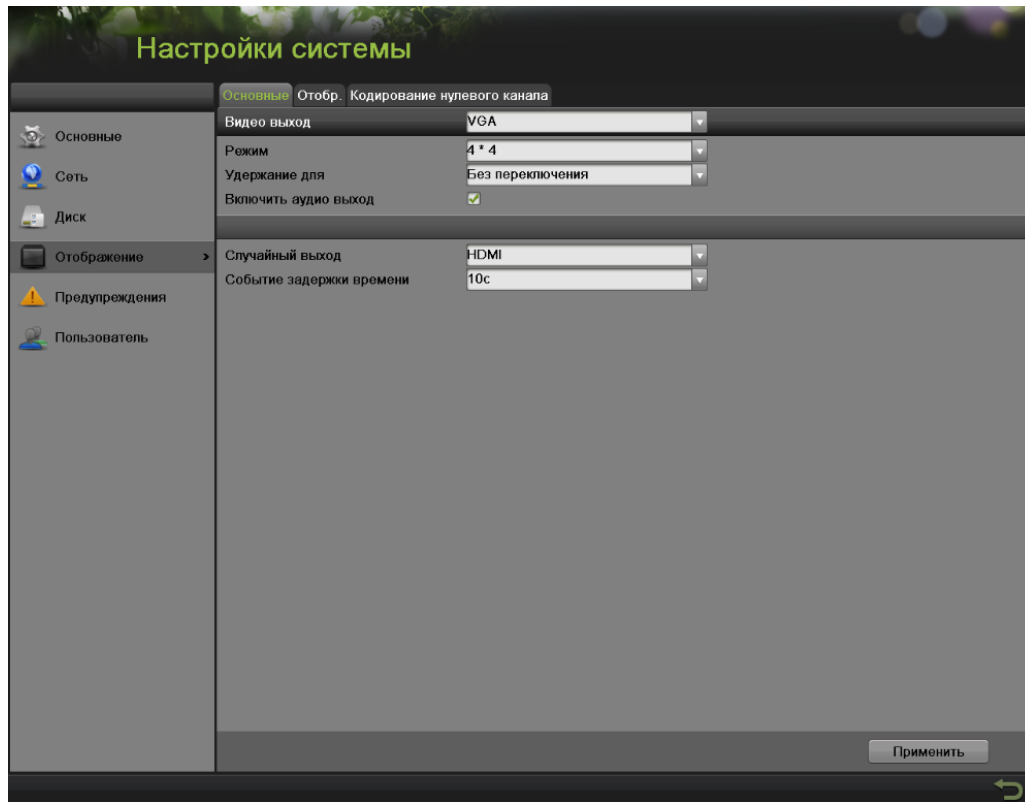 Настройки системы
Основные Отобр. Кодирование нулевого канала
Видео выход VGA
Основные
Режим 4 * 4
Сеть
Удержание для Без переключения
Включить аудио выход
Диск
Отображение >
Случайный выход HDMI
Событие задержки времени 10с
Предупреждения
Пользователь
Применить